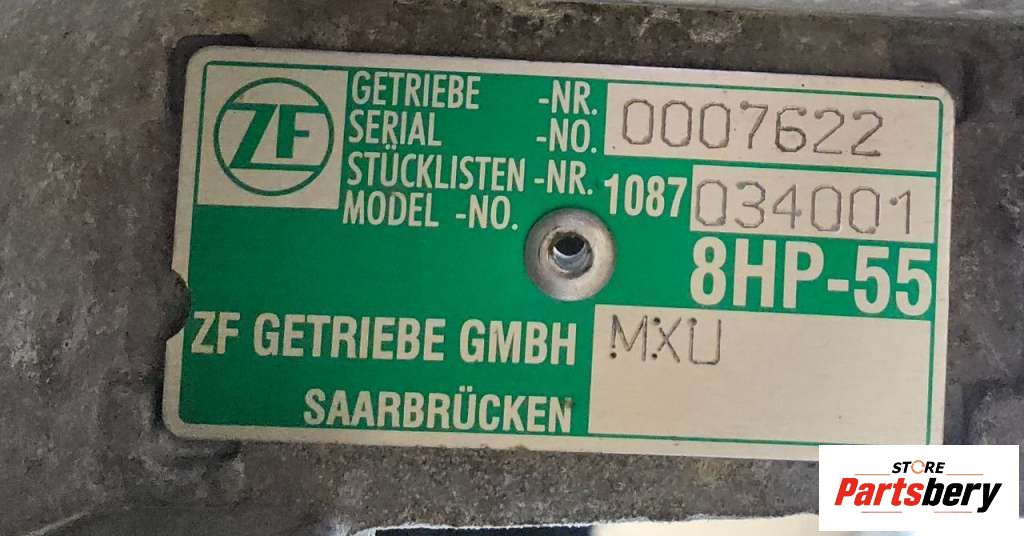 ZF
GETRIEBE -NR.
SERIAL -NO. 0007622
STÜCKLISTEN -NR.
MODEL -NO. 1087 034001
8HP-55
ZF GETRIEBE GMBH MXU
SAARBRÜCKEN
STORE
Partsbery